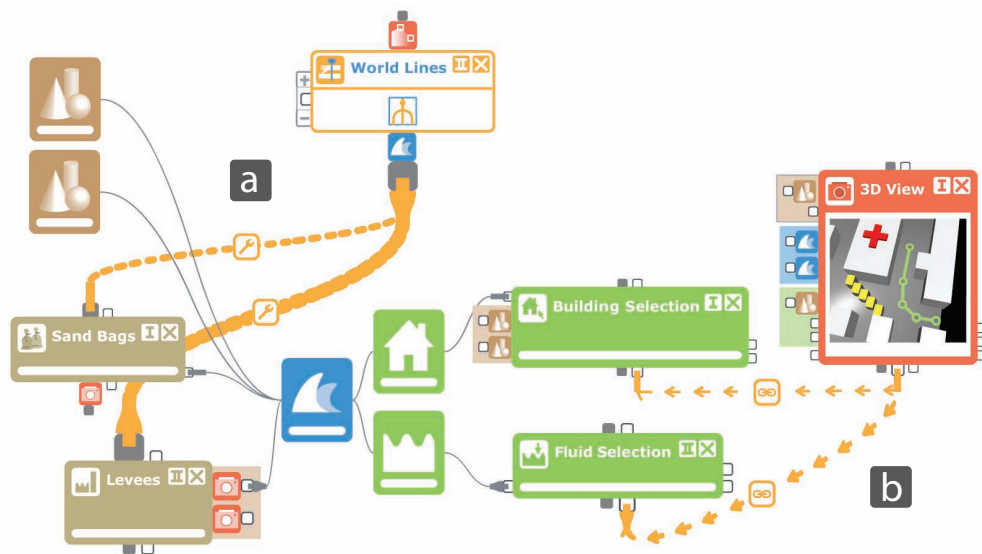 World Lines
a
3D View
Building Selection
Sand Bags
Levees
Fluid Selection
b